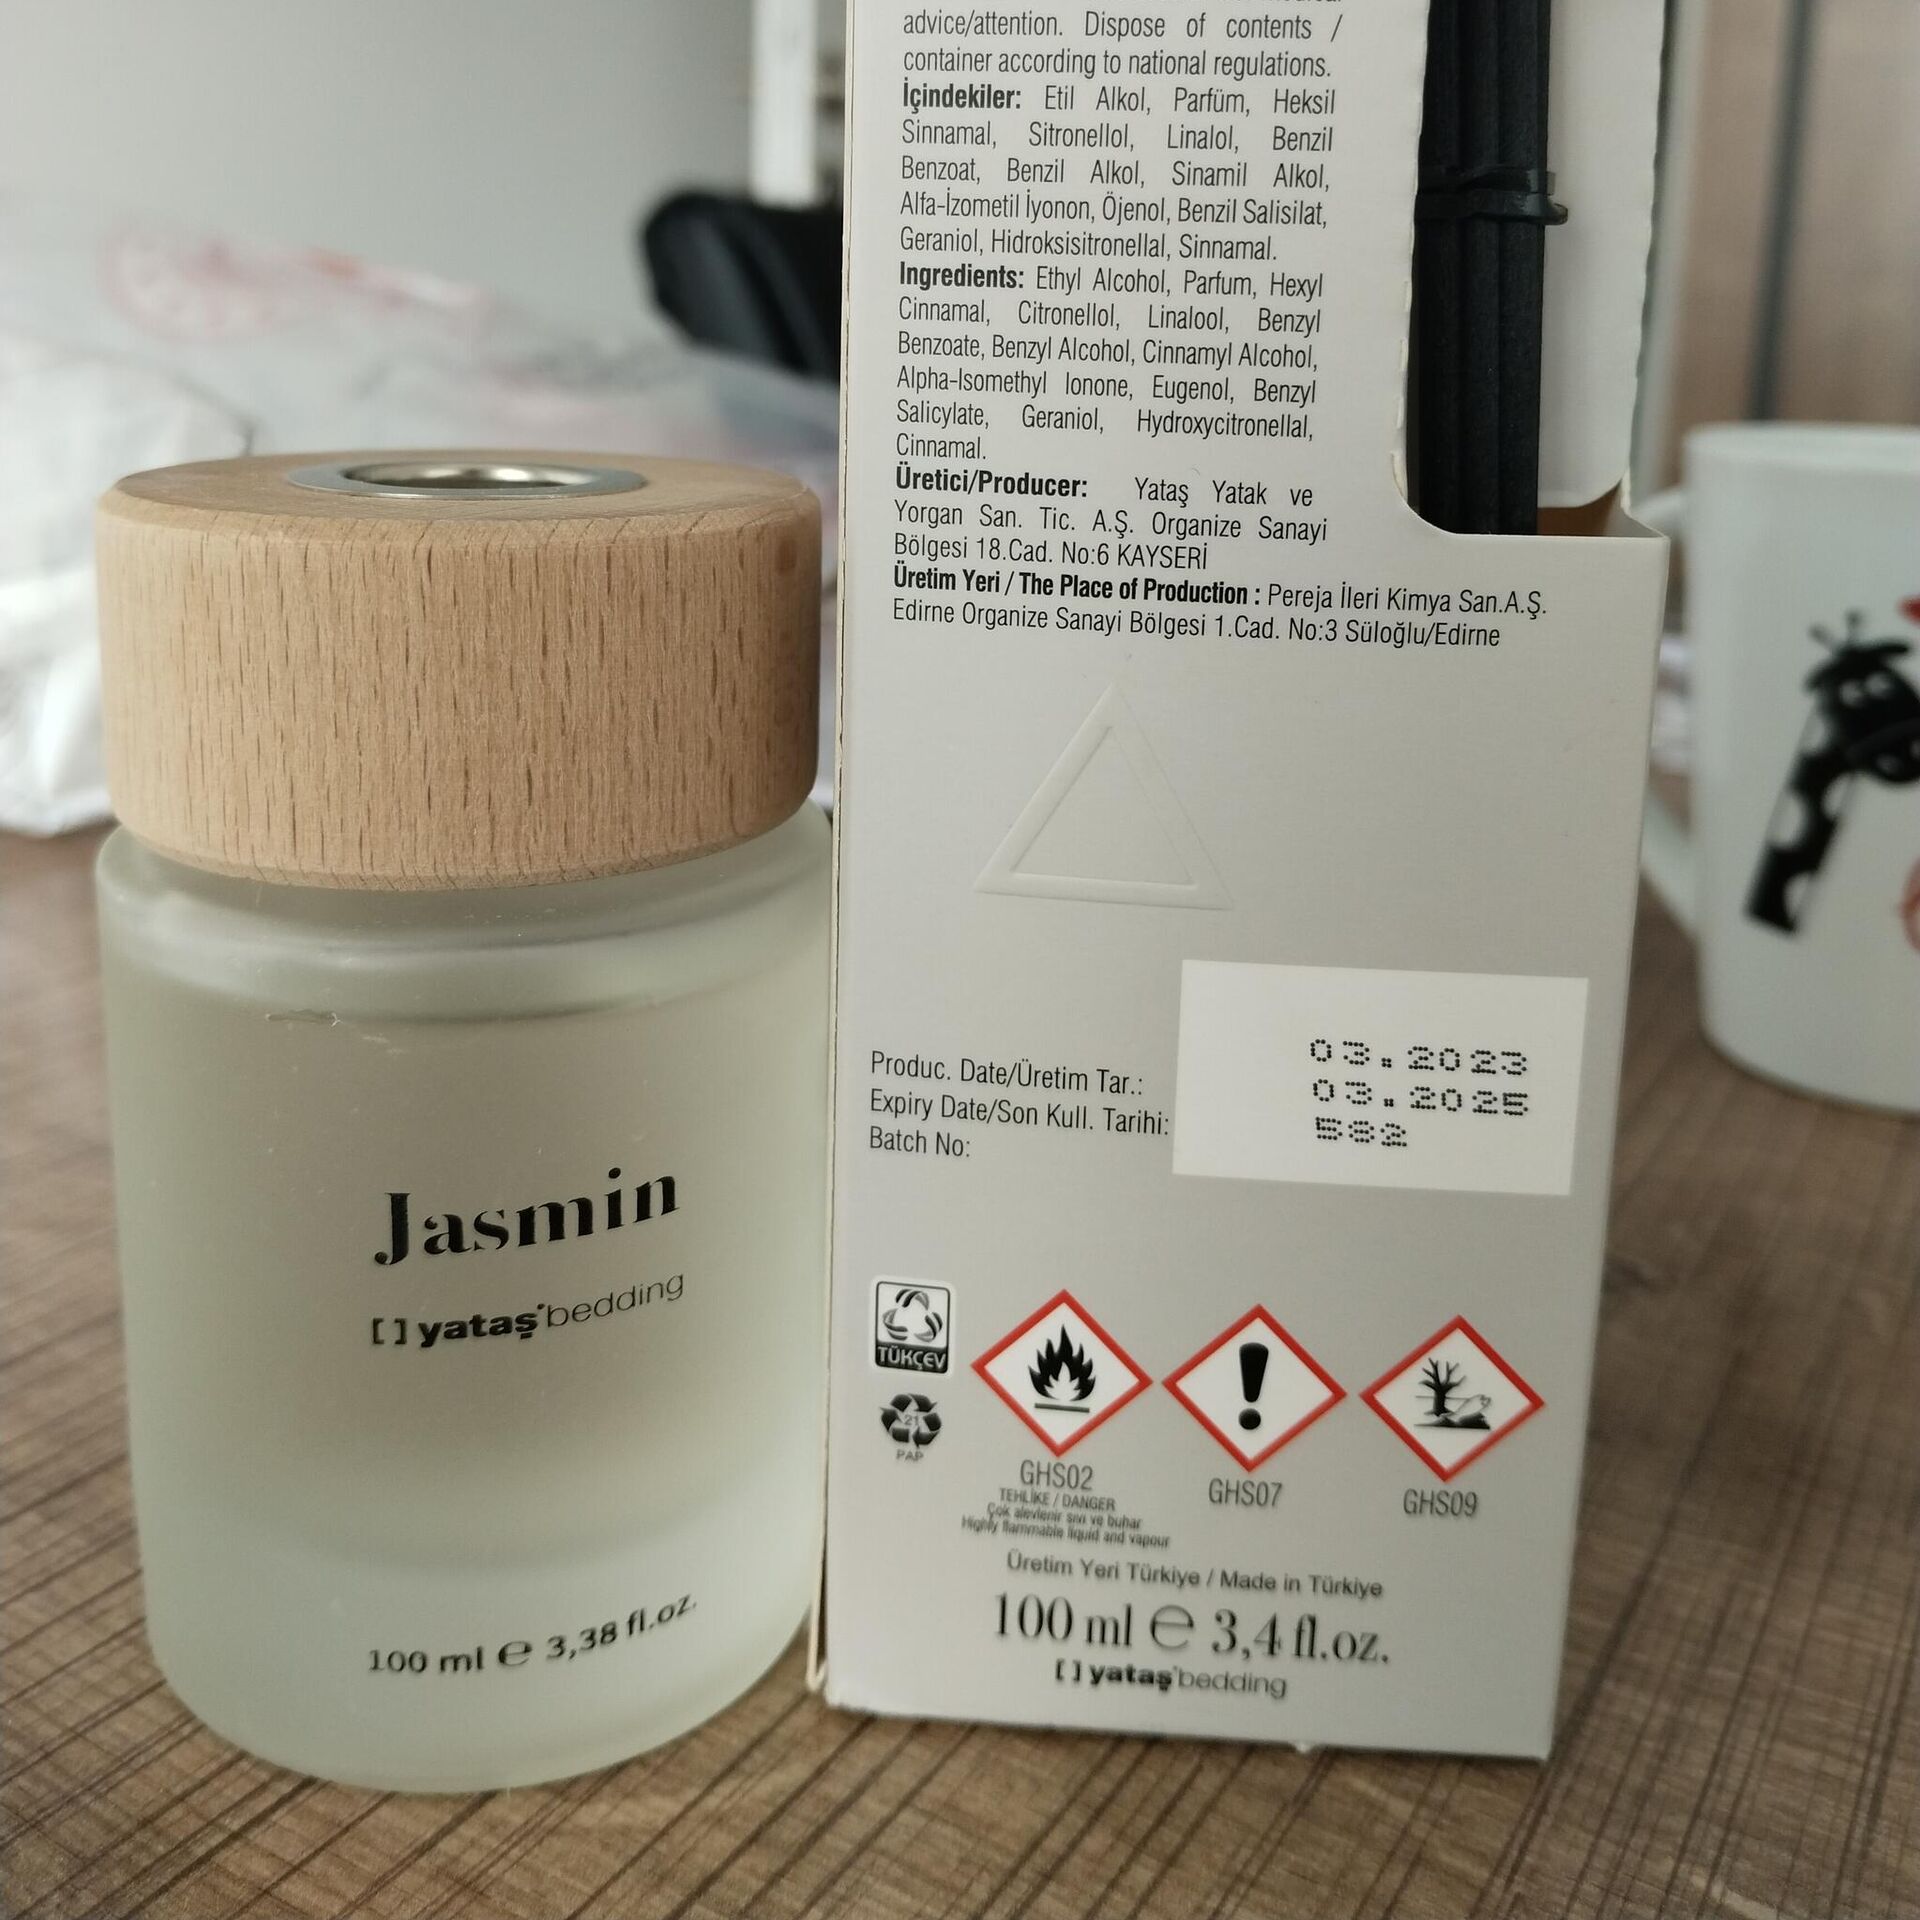 advice/attention. Dispose of contents /
container according to national regulations.
İçindekiler: Etil Alkol, Parfüm, Heksil
Sinnamal, Sitronellol, Linalol, Benzil
Benzoat, Benzil Alkol, Sinamil Alkol,
Alfa-İzometil İyonon, Öjenol, Benzil Salisilat,
Geraniol, Hidroksisitronellal, Sinnamal.
Ingredients: Ethyl Alcohol, Parfum, Hexyl
Cinnamal, Citronellol, Linalool, Benzyl
Benzoate, Benzyl Alcohol, Cinnamyl Alcohol,
Alpha-Isomethyl Ionone, Eugenol, Benzyl
Salicylate, Geraniol, Hydroxycitronellal,
Cinnamal.
Üretici/Producer: Yataş Yatak ve
Yorgan San. Tic. A.Ş. Organize Sanayi
Bölgesi 18.Cad. No:6 KAYSERİ
Üretim Yeri / The Place of Production : Pereja İleri Kimya San.A.Ş.
Edirne Organize Sanayi Bölgesi 1.Cad. No:3 Süloğlu/Edirne
Produc. Date/Üretim Tar.: 03.2023
Expiry Date/Son Kull. Tarihi: 03.2025
Batch No: 582
TÜKÇEV
21
PAP
GHS02
TEHLİKE / DANGER
Çok alevlenir sıvı ve buhar
Highly flammable liquid and vapour
GHS07
GHS09
Üretim Yeri Türkiye / Made in Türkiye
100 ml ℮ 3,4 fl.oz.
[ ] yataş bedding
Jasmin
[ ] yataş bedding
100 ml ℮ 3,38 fl.oz.